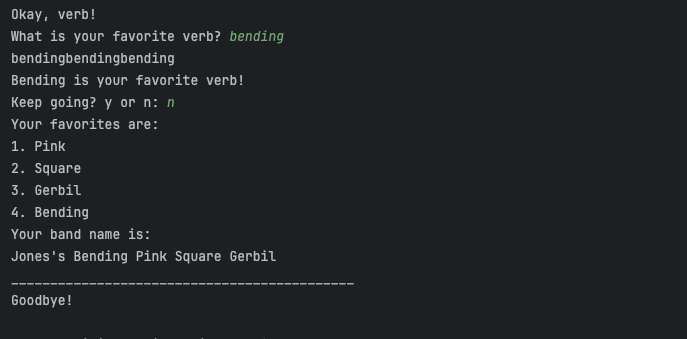 Okay, verb!
What is your favorite verb? bending
bendingbendingbending
Bending is your favorite verb!
Keep going? y or n: n
Your favorites are:
1. Pink
2. Square
3. Gerbil
4. Bending
Your band name is:
Jones's Bending Pink Square Gerbil
____________________________________________
Goodbye!